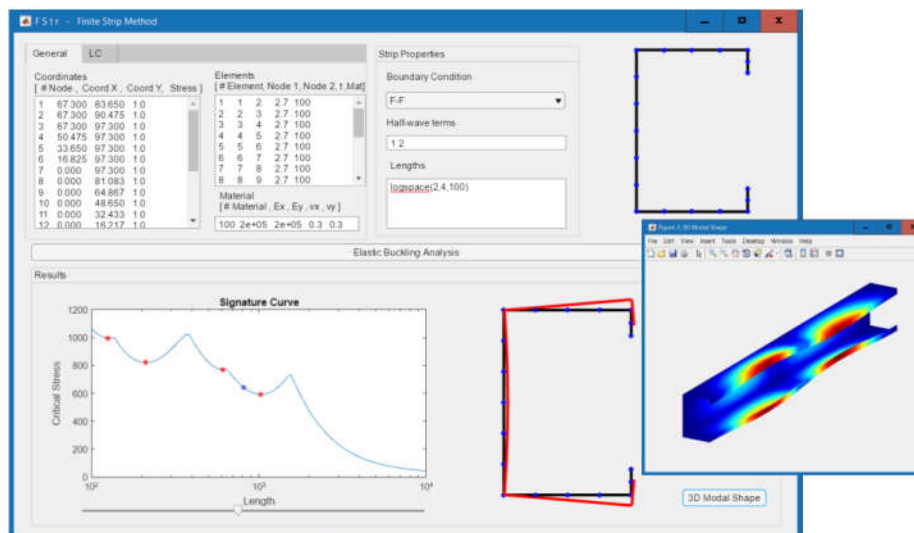 F S t r - Finite Strip Method
General LC
Coordinates
[ # Node , Coord X , Coord Y, Stress ]
1 67.300 83.650 1.0
2 67.300 90.475 1.0
3 67.300 97.300 1.0
4 50.475 97.300 1.0
5 33.650 97.300 1.0
6 16.825 97.300 1.0
7 0.000 97.300 1.0
8 0.000 81.083 1.0
9 0.000 64.867 1.0
10 0.000 48.650 1.0
11 0.000 32.433 1.0
12 0.000 16.217 1.0
Elements
[ # Element, Node 1, Node 2, t ,Mat]
1 1 2 2.7 100
2 2 3 2.7 100
3 3 4 2.7 100
4 4 5 2.7 100
5 5 6 2.7 100
6 6 7 2.7 100
7 7 8 2.7 100
8 8 9 2.7 100
Material
[ # Material , Ex , Ey , vx , vy ]
100 2e+05 2e+05 0.3 0.3
Strip Properties
Boundary Condition
F-F
Half-wave terms
1 2
Lengths
logspace(2,4,100)
Elastic Buckling Analysis
Results
Signature Curve
Critical Stress
1200
1000
800
600
400
200
0
10²
10³
10⁴
Length
3D Modal Shape
Figure 7: 3D Modal Shape
File Edit View Insert Tools Desktop Window Help